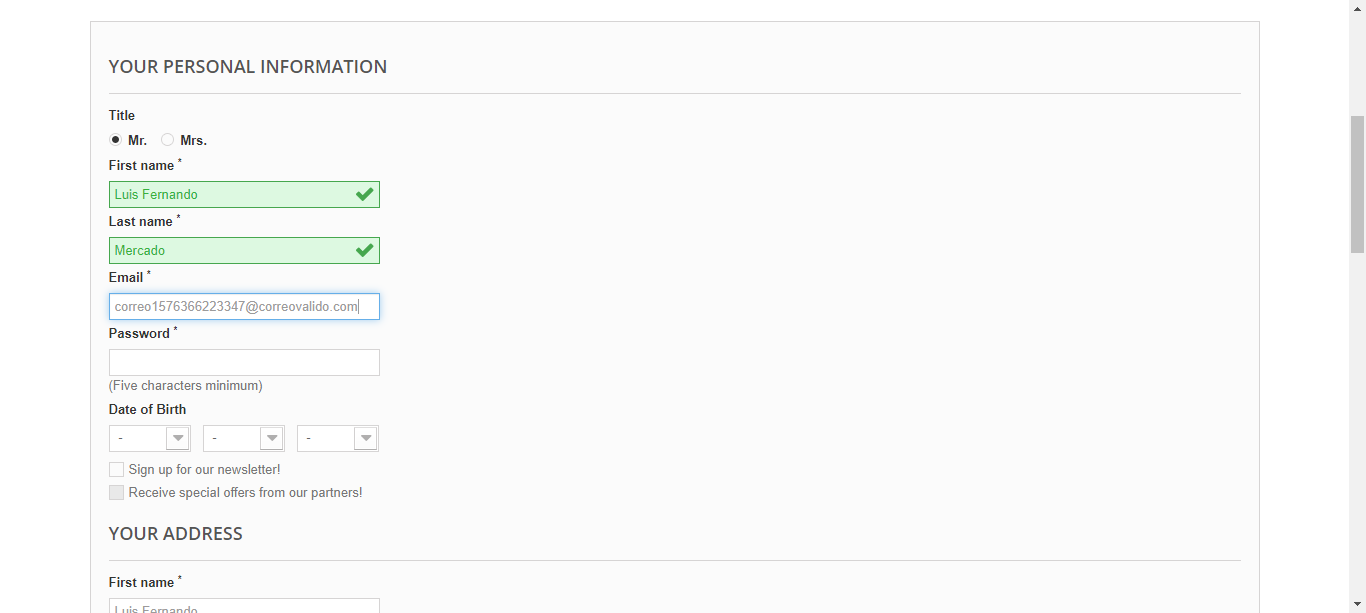 YOUR PERSONAL INFORMATION
Title
Mr. Mrs.
First name *
Luis Fernando
Last name *
Mercado
Email *
correo1576366223347@correovalido.com
Password *
(Five characters minimum)
Date of Birth
- - -
Sign up for our newsletter!
Receive special offers from our partners!
YOUR ADDRESS
First name *
Luis Fernando